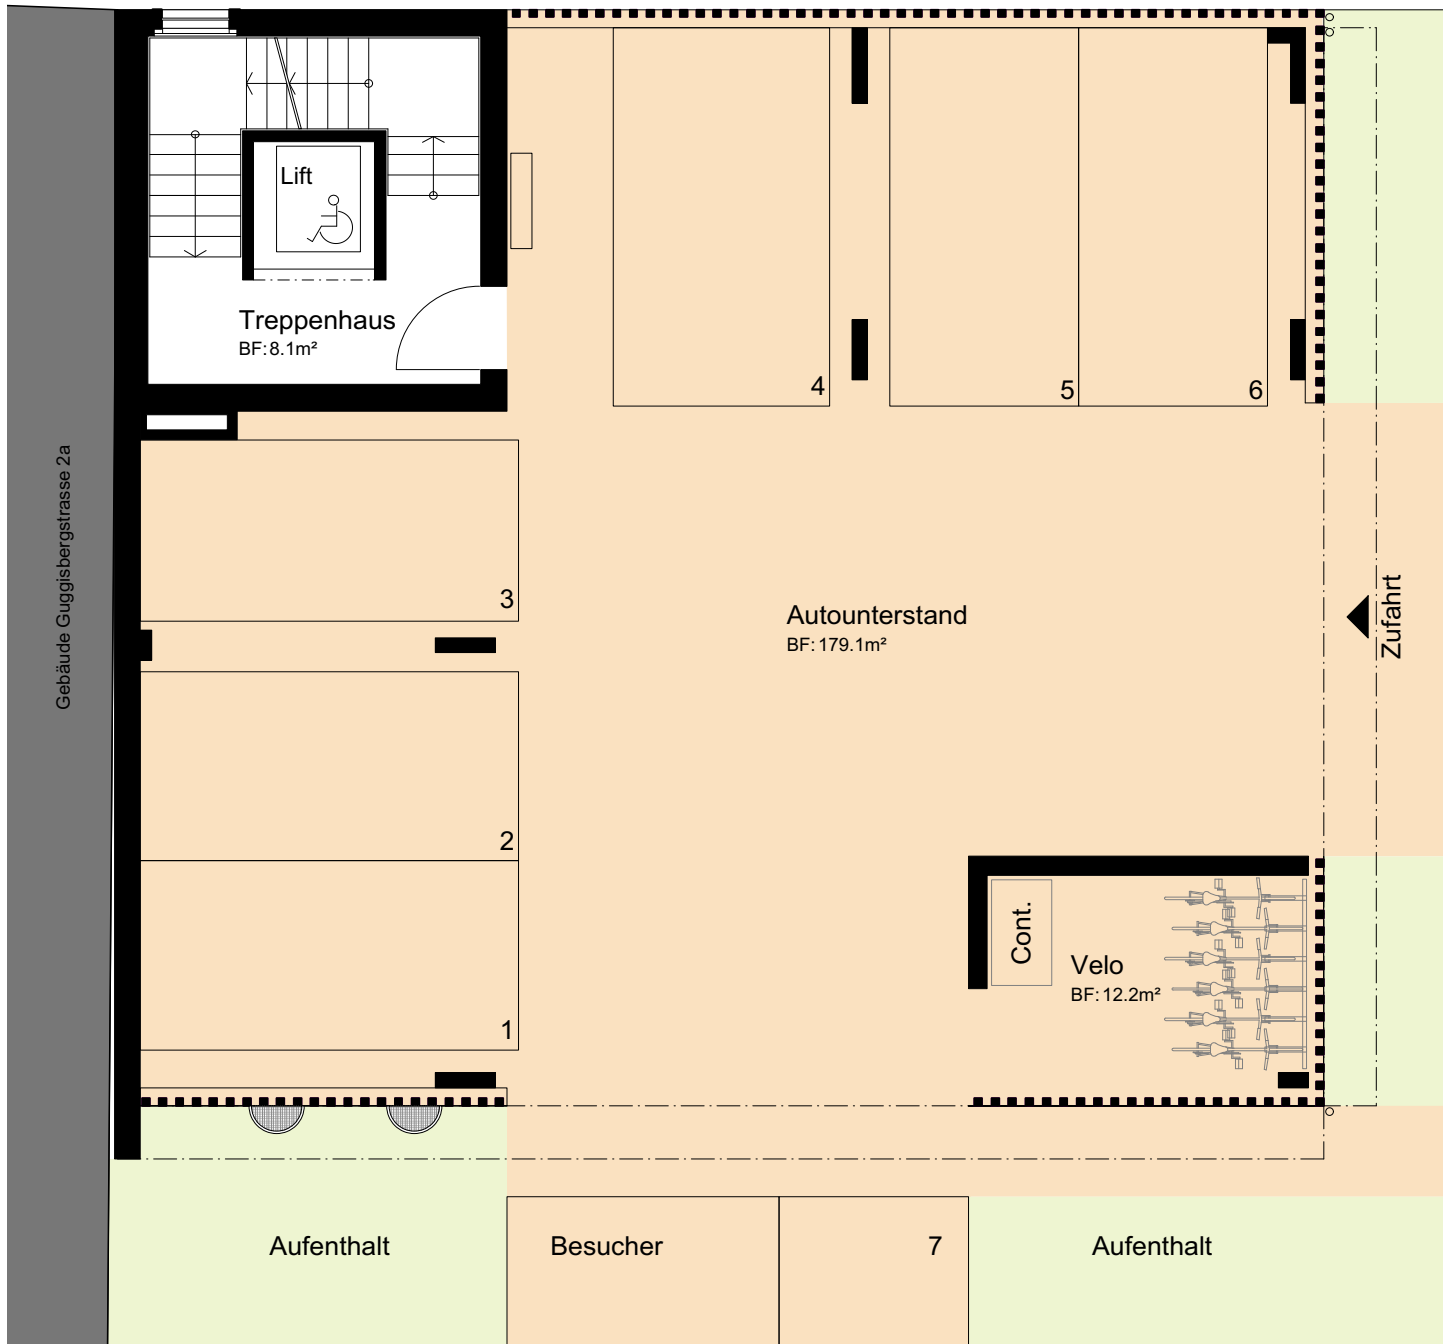 Lift
Treppenhaus
BF: 8.1m²
4
5
6
Gebäude Guggisbergstrasse 2a
3
Autounterstand
BF: 179.1m²
Zufahrt
2
Cont.
Velo
BF: 12.2m²
1
Aufenthalt
Besucher
7
Aufenthalt